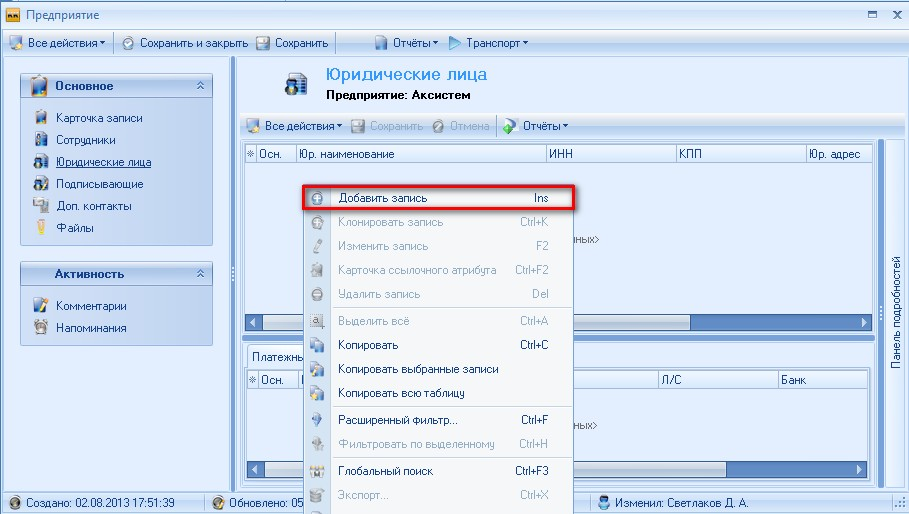 Предприятие
Все действия
Сохранить и закрыть
Сохранить
Отчёты
Транспорт
Основное
Карточка записи
Сотрудники
Юридические лица
Подписывающие
Доп. контакты
Файлы
Активность
Комментарии
Напоминания
Юридические лица
Предприятие: Аксистем
Все действия
Сохранить
Отмена
Отчёты
Осн. Юр. наименование ИНН КПП Юр. адрес
Добавить запись Ins
Клонировать запись Ctrl+K
Изменить запись F2
Карточка ссылочного атрибута Ctrl+F2
Удалить запись Del
Выделить всё Ctrl+A
Копировать Ctrl+C
Копировать выбранные записи
Копировать всю таблицу
Расширенный фильтр... Ctrl+F
Фильтровать по выделенному Ctrl+H
Глобальный поиск Ctrl+F3
Экспорт... Ctrl+X
ных>
Платежны
Осн. Л/С Банк
ных>
Панель подробностей
Создано: 02.08.2013 17:51:39
Обновлено: 05
Изменил: Светлаков Д. А.